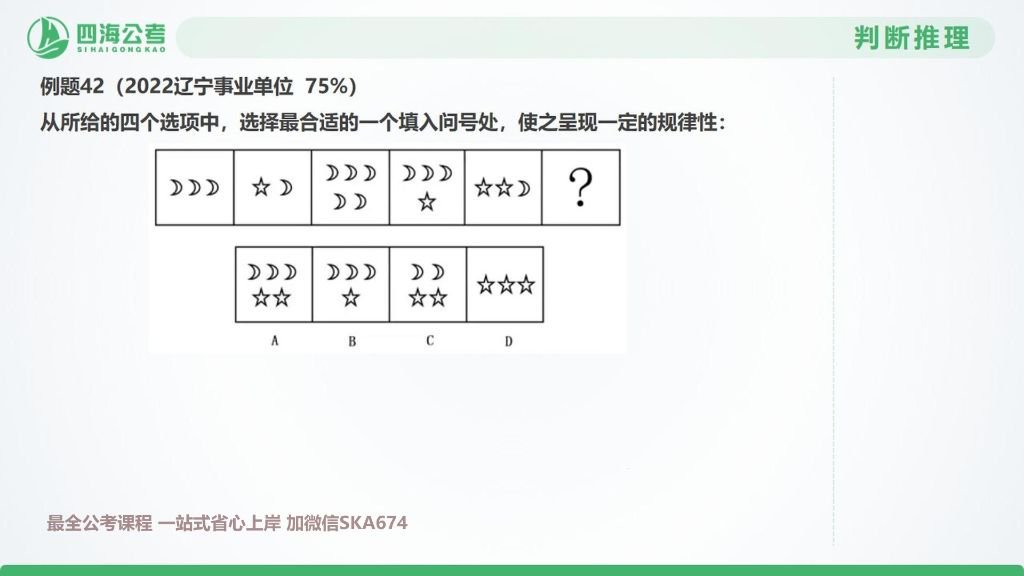 四海公考
SIHAIGONGKAO
判断推理
例题42（2022辽宁事业单位 75%）
从所给的四个选项中，选择最合适的一个填入问号处，使之呈现一定的规律性：
?
A B C D
最全公考课程 一站式省心上岸 加微信SKA674